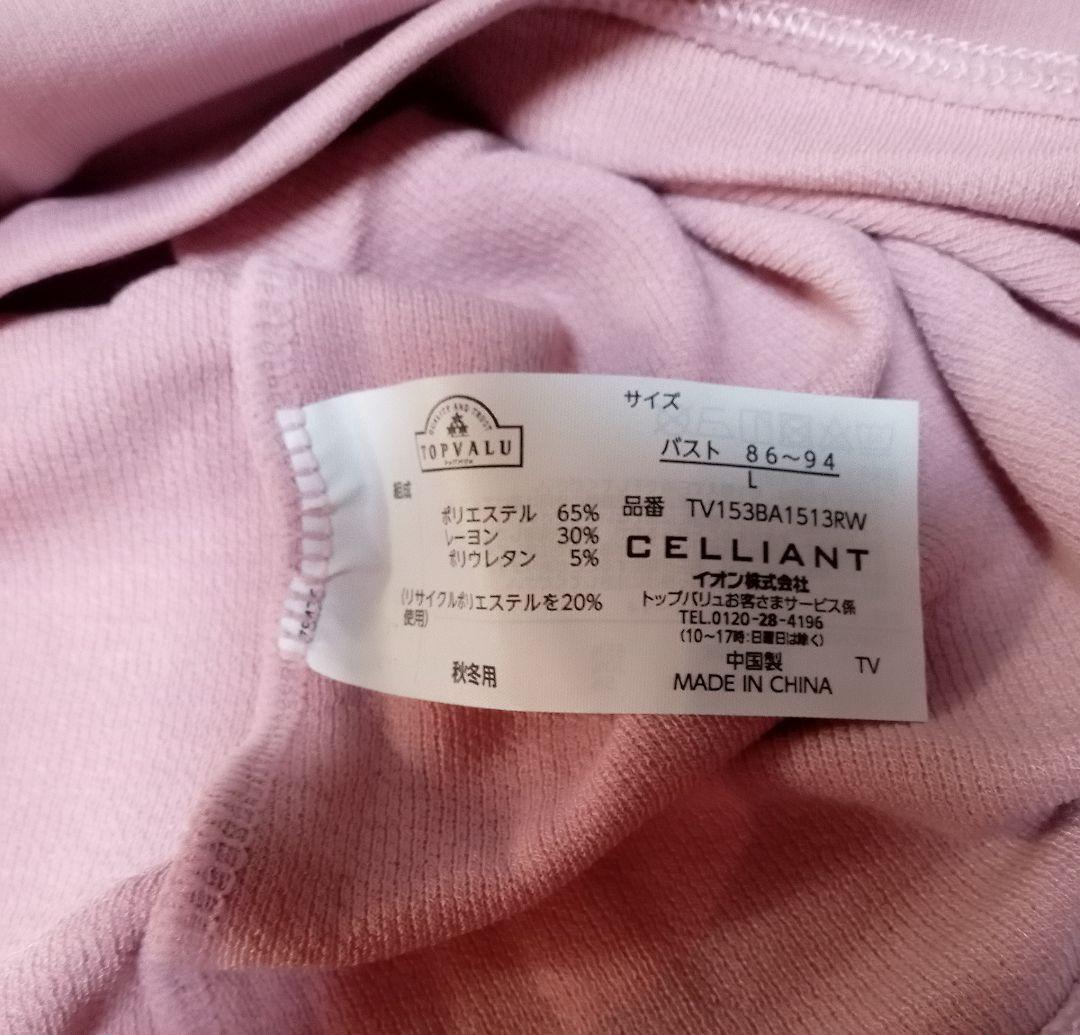 QUALITY AND TRUST
TOPVALU
組成
ポリエステル 65%
レーヨン 30%
ポリウレタン 5%
(リサイクルポリエステルを20%
使用)
秋冬用
サイズ
バスト 86~94
L
品番 TV153BA1513RW
CELLIANT
イオン株式会社
トップバリュお客さまサービス係
TEL.0120-28-4196
(10~17時:日曜日は除く)
中国製 TV
MADE IN CHINA